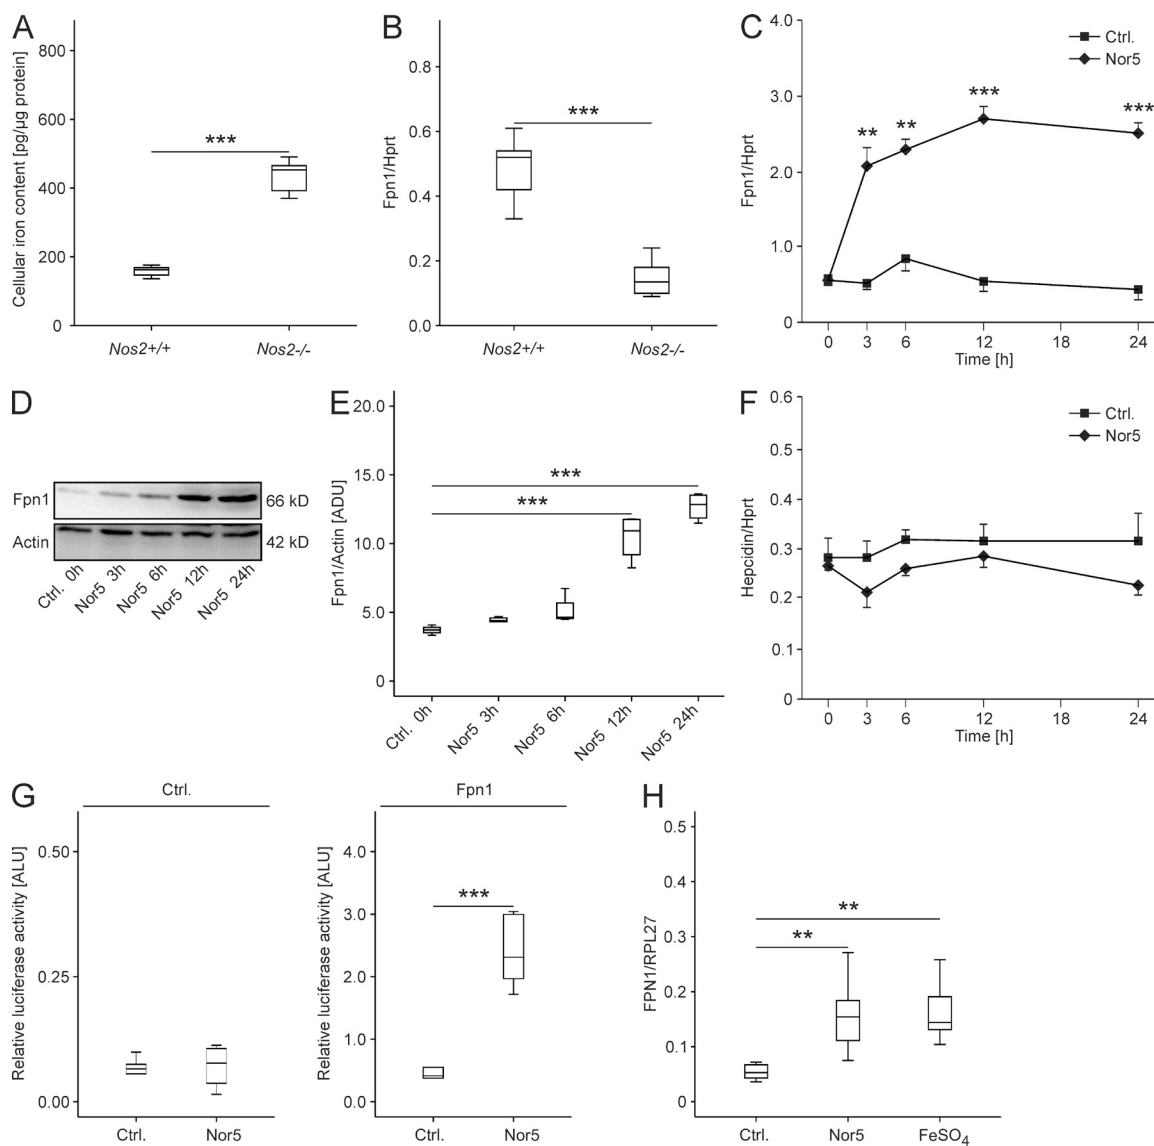 A
Cellular iron content [pg/µg protein]
800
600
400
200
0
***
Nos2+/+ Nos2-/-
B
Fpn1/Hprt
0.8
0.6
0.4
0.2
0.0
***
Nos2+/+ Nos2-/-
C
Fpn1/Hprt
4.0
3.0
2.0
1.0
0
Ctrl.
Nor5
** ** *** ***
0 3 6 12 18 24
Time [h]
D
Fpn1 66 kD
Actin 42 kD
Ctrl. 0h
Nor5 3h
Nor5 6h
Nor5 12h
Nor5 24h
E
Fpn1/Actin [ADU]
20.0
15.0
10.0
5.0
0
***
***
Ctrl. 0h
Nor5 3h
Nor5 6h
Nor5 12h
Nor5 24h
F
Hepcidin/Hprt
0.6
0.5
0.4
0.3
0.2
0.1
0
Ctrl.
Nor5
0 3 6 12 18 24
Time [h]
G
Ctrl.
Relative luciferase activity [ALU]
0.50
0.25
0.00
Ctrl. Nor5
Fpn1
Relative luciferase activity [ALU]
4.0
3.0
2.0
1.0
0.0
***
Ctrl. Nor5
H
FPN1/RPL27
0.5
0.4
0.3
0.2
0.1
0
**
**
Ctrl. Nor5 FeSO4